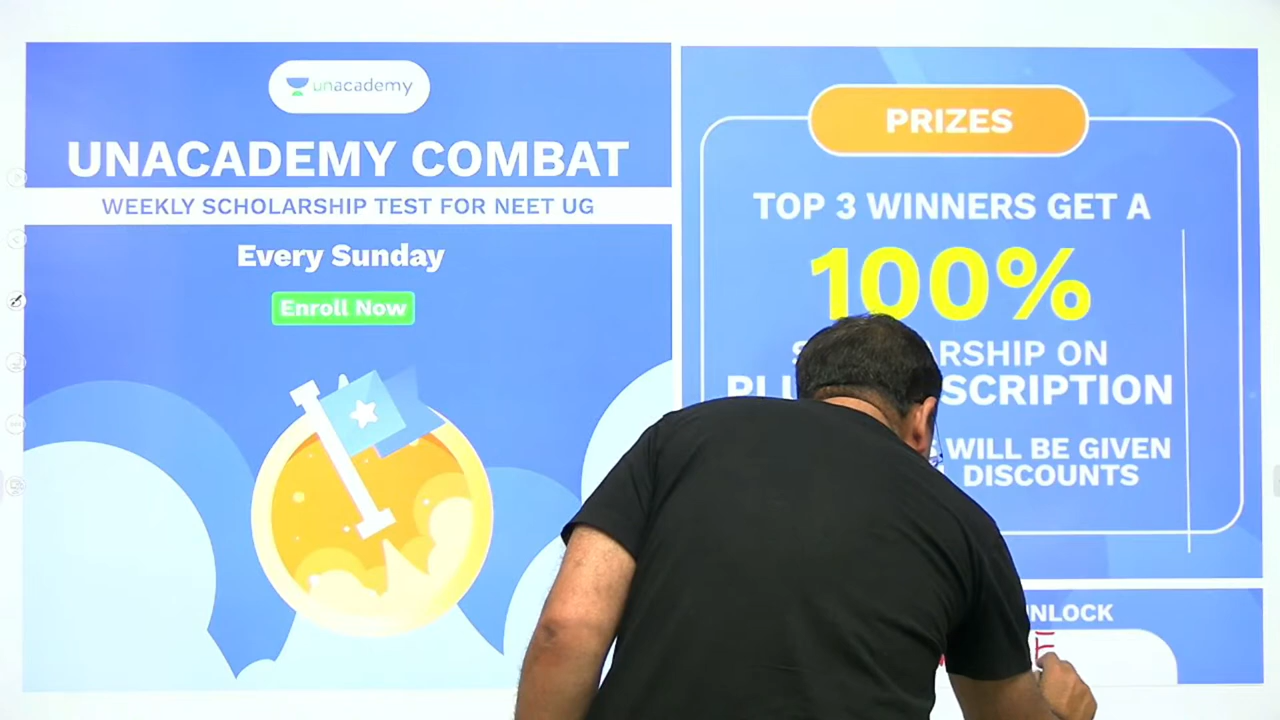 unacademy
UNACADEMY COMBAT
WEEKLY SCHOLARSHIP TEST FOR NEET UG
Every Sunday
Enroll Now
PRIZES
TOP 3 WINNERS GET A
100%
RSHIP ON
SCRIPTION
WILL BE GIVEN
DISCOUNTS
NLOCK